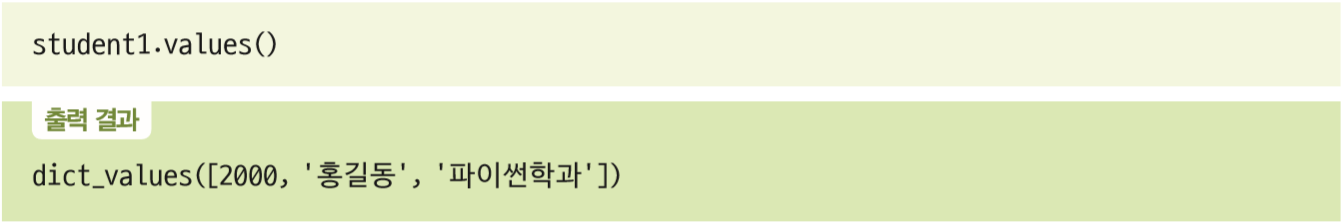 student1.values()
출력 결과
dict_values([2000, '홍길동', '파이썬학과'])